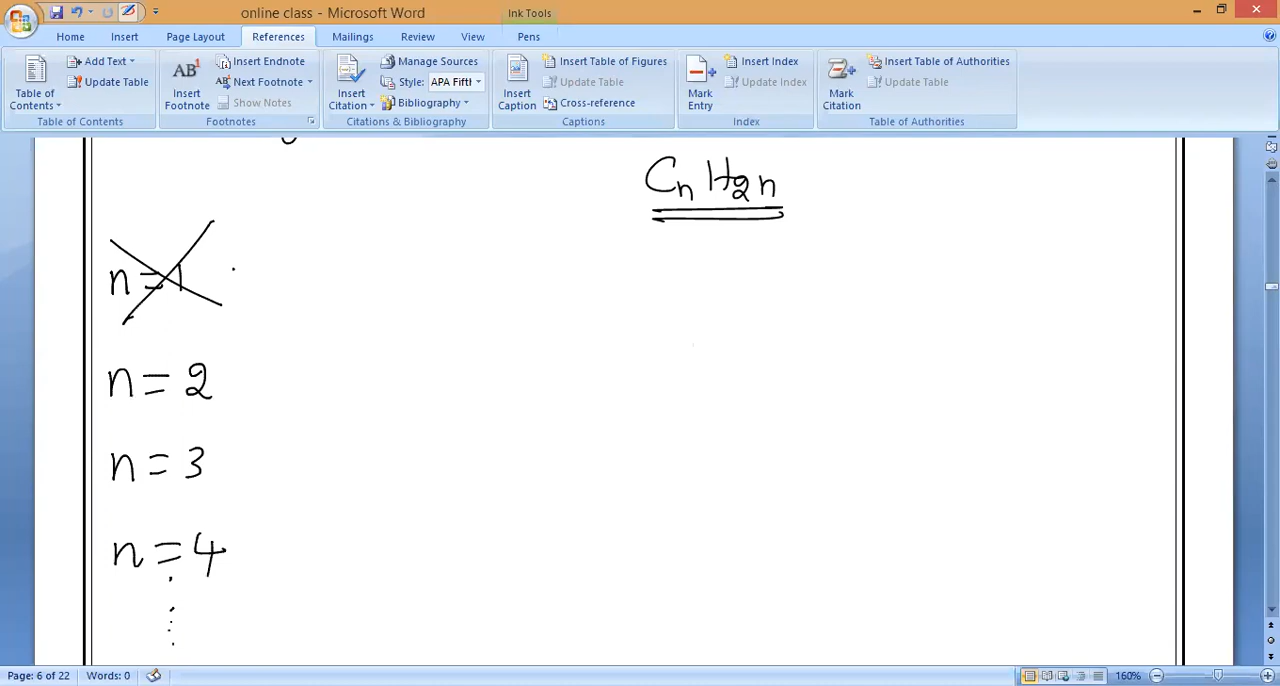 online class - Microsoft Word
Ink Tools
Home Insert Page Layout References Mailings Review View Pens
Table of Contents
Add Text
Update Table
Table of Contents
AB¹ Insert Footnote
Insert Endnote
Next Footnote
Show Notes
Footnotes
Insert Citation
Manage Sources
Style: APA Fifth
Bibliography
Citations & Bibliography
Insert Caption
Insert Table of Figures
Update Table
Cross-reference
Captions
Mark Entry
Insert Index
Update Index
Index
Mark Citation
Insert Table of Authorities
Update Table
Table of Authorities
CnH2n
n = 1
n = 2
n = 3
n = 4
Page: 6 of 22 Words: 0 160%